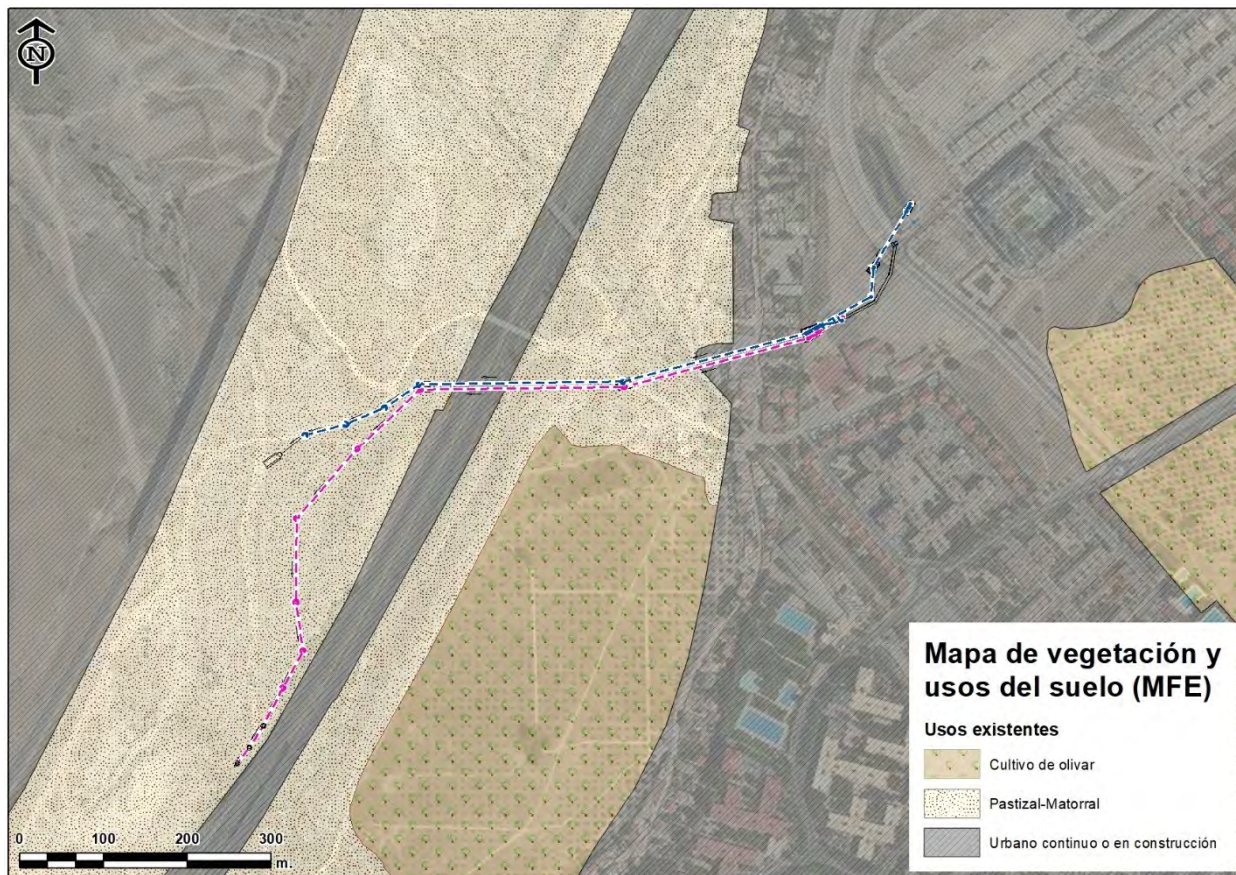 N
Mapa de vegetación y
usos del suelo (MFE)
Usos existentes
Cultivo de olivar
Pastizal-Matorral
Urbano continuo o en construcción
0 100 200 300
m.